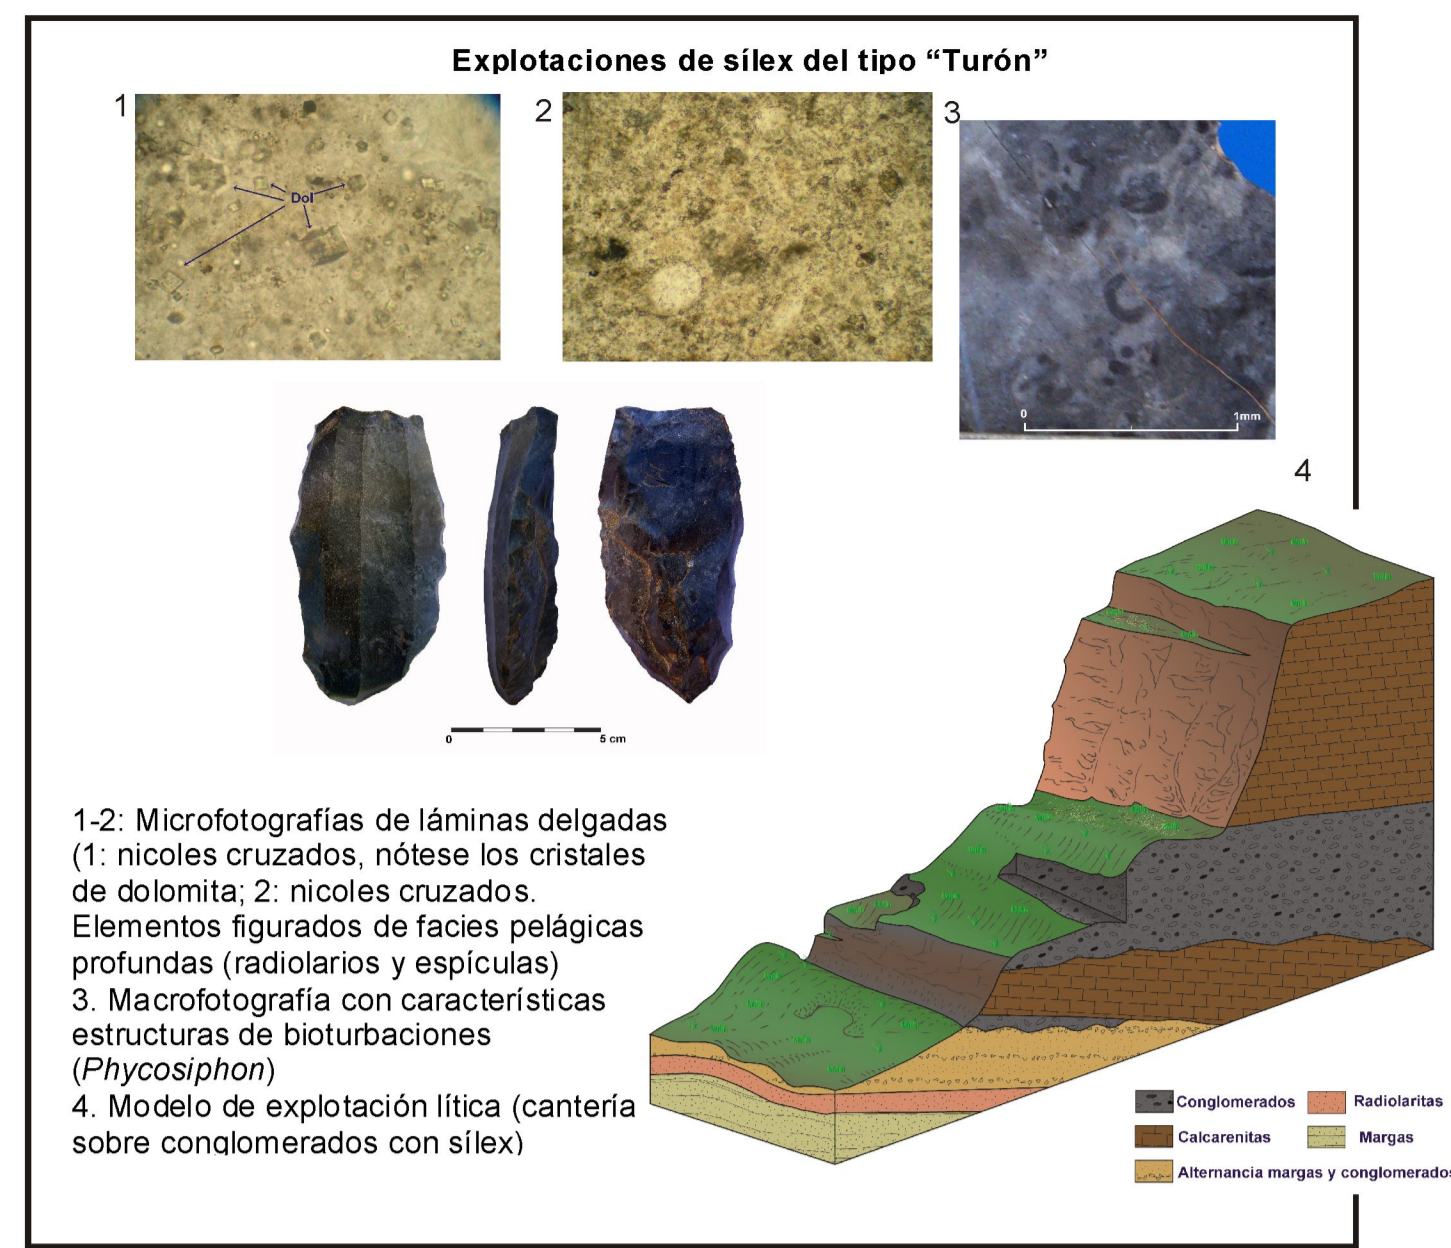 Explotaciones de sílex del tipo “Turón”
1
2
3
Dol
0 1mm
4
0 5 cm
1-2: Microfotografías de láminas delgadas
(1: nicoles cruzados, nótese los cristales
de dolomita; 2: nicoles cruzados.
Elementos figurados de facies pelágicas
profundas (radiolarios y espículas)
3. Macrofotografía con características
estructuras de bioturbaciones
(Phycosiphon)
4. Modelo de explotación lítica (cantería
sobre conglomerados con sílex)
Conglomerados Radiolaritas
Calcarenitas Margas
Alternancia margas y conglomerados